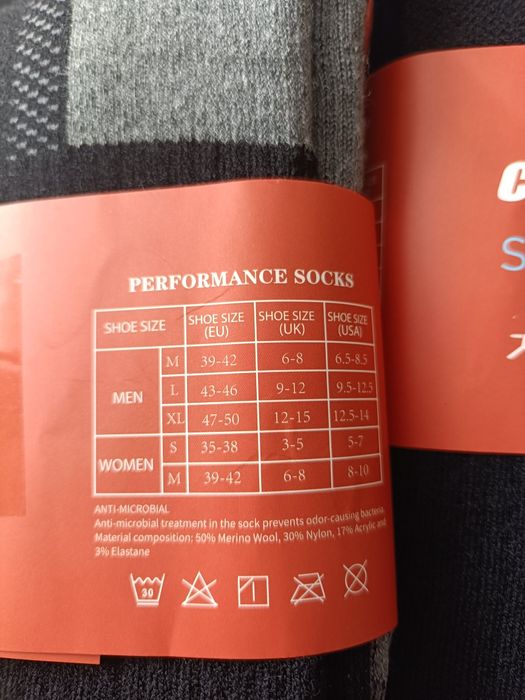 PERFORMANCE SOCKS
SHOE SIZE SHOE SIZE (EU) SHOE SIZE (UK) SHOE SIZE (USA)
MEN M 39-42 6-8 6.5-8.5
L 43-46 9-12 9.5-12.5
XL 47-50 12-15 12.5-14
WOMEN S 35-38 3-5 5-7
M 39-42 6-8 8-10
ANTI-MICROBIAL
Anti-microbial treatment in the sock prevents odor-causing bacteria.
Material composition: 50% Merino Wool, 30% Nylon, 17% Acrylic and
3% Elastane
30
C
S